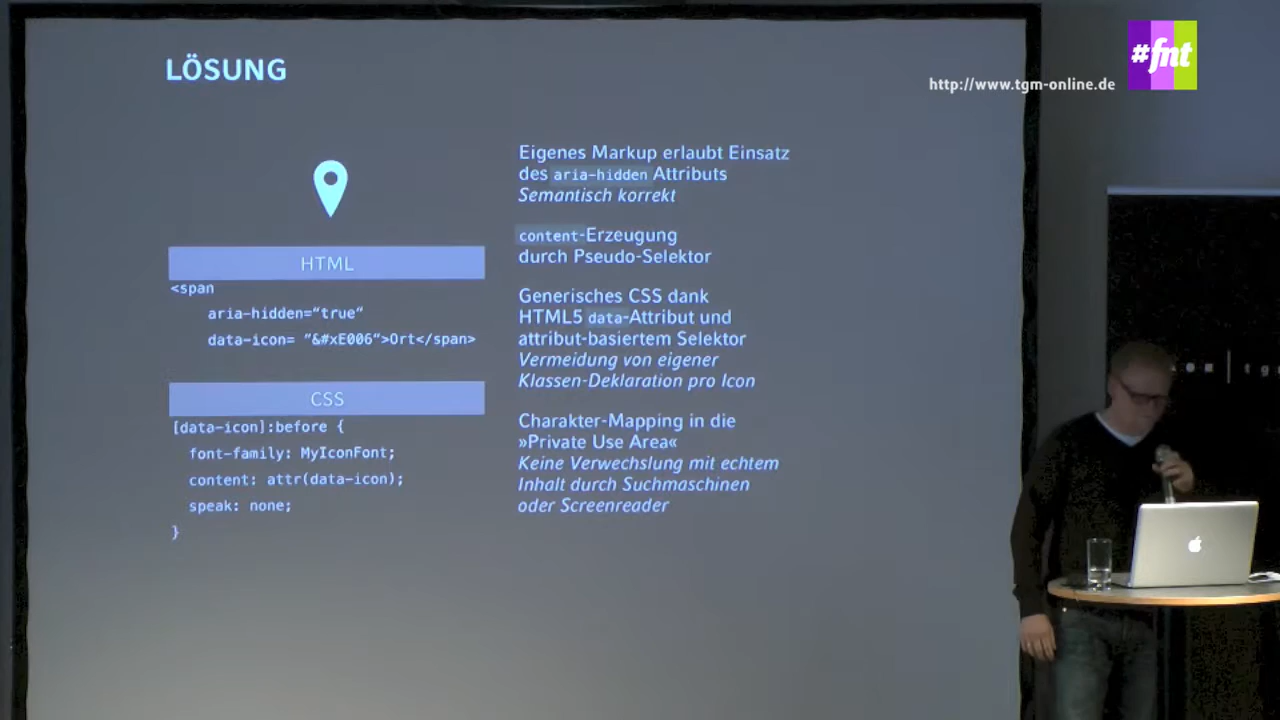 LÖSUNG
#fnt
http://www.tgm-online.de
HTML
<span
aria-hidden=“true“
data-icon= ”&#xE006”>Ort</span>
CSS
[data-icon]:before {
font-family: MyIconFont;
content: attr(data-icon);
speak: none;
}
Eigenes Markup erlaubt Einsatz
des aria-hidden Attributs
Semantisch korrekt
content-Erzeugung
durch Pseudo-Selektor
Generisches CSS dank
HTML5 data-Attribut und
attribut-basiertem Selektor
Vermeidung von eigener
Klassen-Deklaration pro Icon
Charakter-Mapping in die
»Private Use Area«
Keine Verwechslung mit echtem
Inhalt durch Suchmaschinen
oder Screenreader